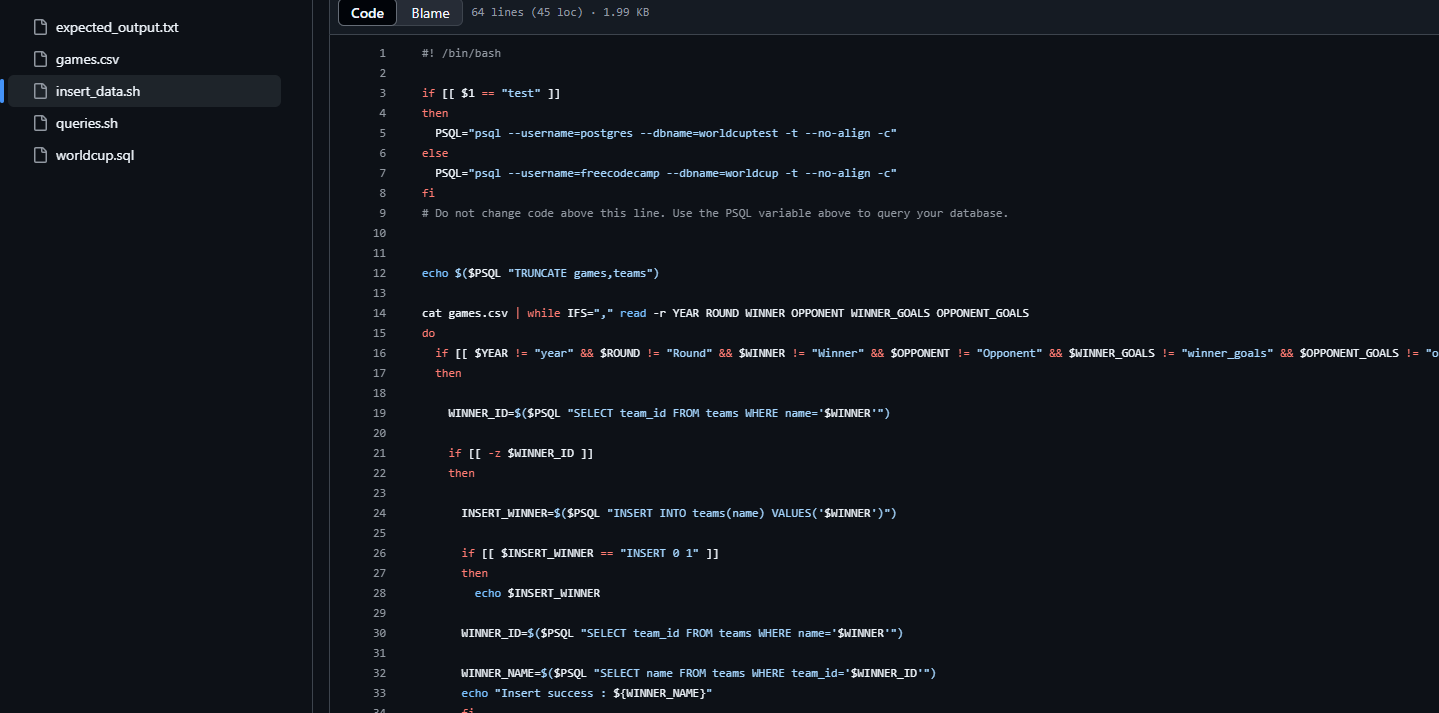 expected_output.txt
games.csv
insert_data.sh
queries.sh
worldcup.sql
Code Blame 64 lines (45 loc) · 1.99 KB
1 #! /bin/bash
2
3 if [[ $1 == "test" ]]
4 then
5 PSQL="psql --username=postgres --dbname=worldcuptest -t --no-align -c"
6 else
7 PSQL="psql --username=freecodecamp --dbname=worldcup -t --no-align -c"
8 fi
9 # Do not change code above this line. Use the PSQL variable above to query your database.
10
11
12 echo $($PSQL "TRUNCATE games,teams")
13
14 cat games.csv | while IFS="," read -r YEAR ROUND WINNER OPPONENT WINNER_GOALS OPPONENT_GOALS
15 do
16 if [[ $YEAR != "year" && $ROUND != "Round" && $WINNER != "Winner" && $OPPONENT != "Opponent" && $WINNER_GOALS != "winner_goals" && $OPPONENT_GOALS != "o
17 then
18
19 WINNER_ID=$($PSQL "SELECT team_id FROM teams WHERE name='$WINNER'")
20
21 if [[ -z $WINNER_ID ]]
22 then
23
24 INSERT_WINNER=$($PSQL "INSERT INTO teams(name) VALUES('$WINNER')")
25
26 if [[ $INSERT_WINNER == "INSERT 0 1" ]]
27 then
28 echo $INSERT_WINNER
29
30 WINNER_ID=$($PSQL "SELECT team_id FROM teams WHERE name='$WINNER'")
31
32 WINNER_NAME=$($PSQL "SELECT name FROM teams WHERE team_id='$WINNER_ID'")
33 echo "Insert success : ${WINNER_NAME}"
34 fi